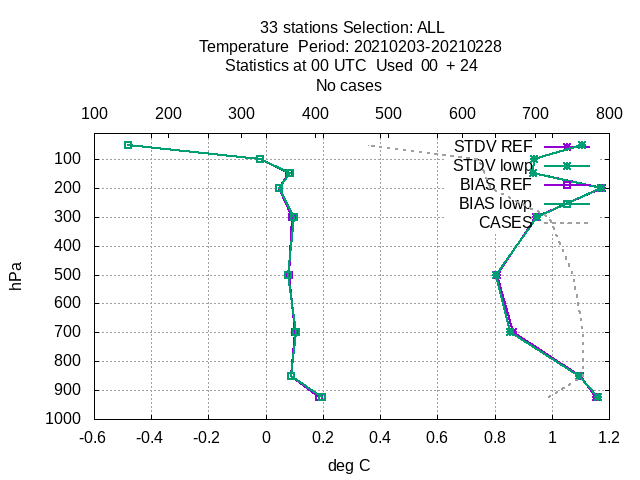 33 stations Selection: ALL
Temperature  Period: 20210203-20210228
Statistics at 00 UTC  Used  00  + 24
No cases
100 200 300 400 500 600 700 800
STDV REF
STDV lowp
BIAS REF
BIAS lowp
CASES
100
200
300
400
500
600
700
800
900
1000
hPa
-0.6 -0.4 -0.2 0 0.2 0.4 0.6 0.8 1 1.2
deg C